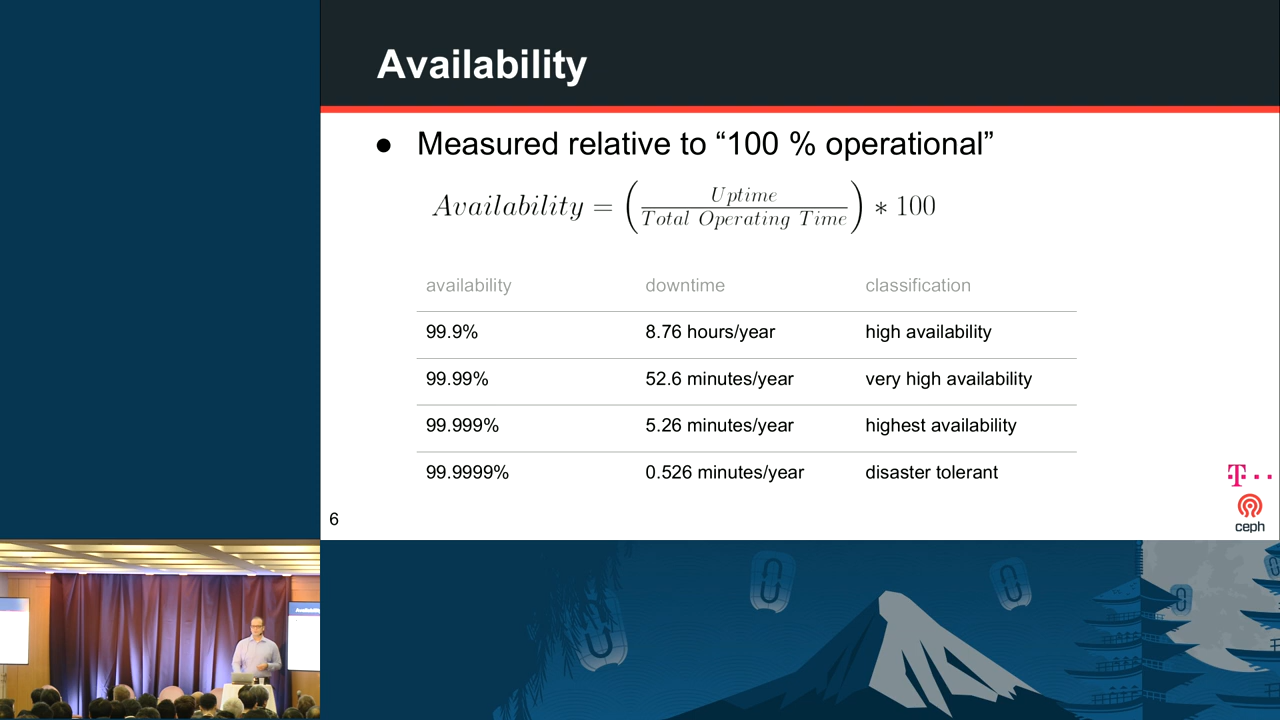 Availability
● Measured relative to “100 % operational”
Availability = (Uptime / Total Operating Time) * 100
availability downtime classification
99.9% 8.76 hours/year high availability
99.99% 52.6 minutes/year very high availability
99.999% 5.26 minutes/year highest availability
99.9999% 0.526 minutes/year disaster tolerant
T
ceph
6
Availability